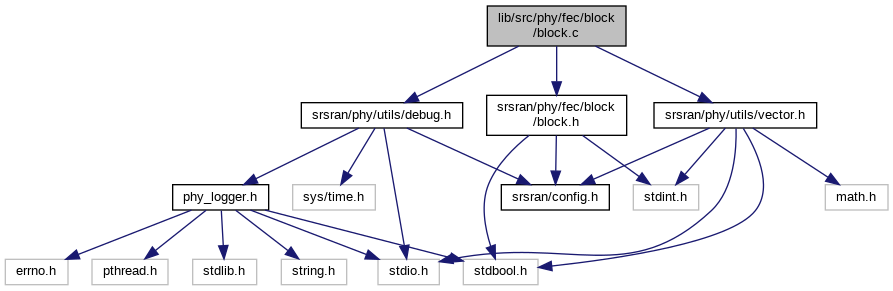 lib/src/phy/fec/block
/block.c
srsran/phy/utils/debug.h
srsran/phy/fec/block
/block.h
srsran/phy/utils/vector.h
phy_logger.h
sys/time.h
srsran/config.h
stdint.h
math.h
errno.h
pthread.h
stdlib.h
string.h
stdio.h
stdbool.h